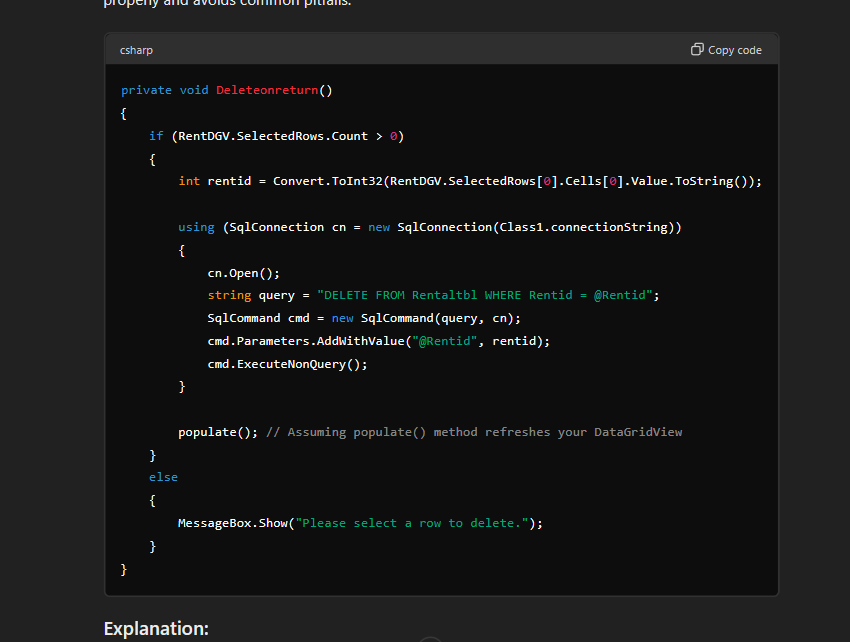 properly and avoids common pitfalls.
csharp
Copy code
private void Deleteonreturn()
{
if (RentDGV.SelectedRows.Count > 0)
{
int rentid = Convert.ToInt32(RentDGV.SelectedRows[0].Cells[0].Value.ToString());
using (SqlConnection cn = new SqlConnection(Class1.connectionString))
{
cn.Open();
string query = "DELETE FROM Rentaltbl WHERE Rentid = @Rentid";
SqlCommand cmd = new SqlCommand(query, cn);
cmd.Parameters.AddWithValue("@Rentid", rentid);
cmd.ExecuteNonQuery();
}
populate(); // Assuming populate() method refreshes your DataGridView
}
else
{
MessageBox.Show("Please select a row to delete.");
}
}
Explanation: